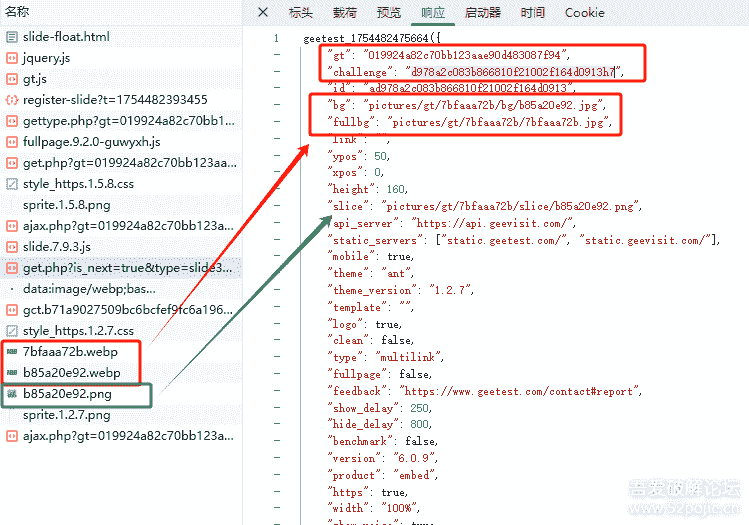 名称
标头
载荷
预览
响应
启动器
时间
Cookie
slide-float.html
jquery.js
gt.js
register-slide?t=1754482393455
gettype.php?gt=019924a82c70bb1...
fullpage.9.2.0-guwyxh.js
get.php?gt=019924a82c70bb123aa...
style_https.1.5.8.css
sprite.1.5.8.png
ajax.php?gt=019924a82c70bb123a...
slide.7.9.3.js
get.php?is_next=true&type=slide3...
data:image/webp;bas...
gct.b71a9027509bc6bcfef9fc6a196...
style_https.1.2.7.css
7bfaaa72b.webp
b85a20e92.webp
b85a20e92.png
sprite.1.2.7.png
ajax.php?gt=019924a82c70bb123a...
1
geetest_1754482475664({
"gt": "019924a82c70bb123aae90d483087f94",
"challenge": "d978a2c083b866810f21002f164d0913h7",
"id": "ad978a2c083b866810f21002f164d0913",
"bg": "pictures/gt/7bfaaa72b/bg/b85a20e92.jpg",
"fullbg": "pictures/gt/7bfaaa72b/7bfaaa72b.jpg",
"link": "",
"ypos": 50,
"xpos": 0,
"height": 160,
"slice": "pictures/gt/7bfaaa72b/slice/b85a20e92.png",
"api_server": "https://api.geevisit.com/",
"static_servers": ["static.geetest.com/", "static.geevisit.com/"],
"mobile": true,
"theme": "ant",
"theme_version": "1.2.7",
"template": "",
"logo": true,
"clean": false,
"type": "multilink",
"fullpage": false,
"feedback": "https://www.geetest.com/contact#report",
"show_delay": 250,
"hide_delay": 800,
"benchmark": false,
"version": "6.0.9",
"product": "embed",
"https": true,
"width": "100%",
吾爱破解论坛
www.52pojie.cn